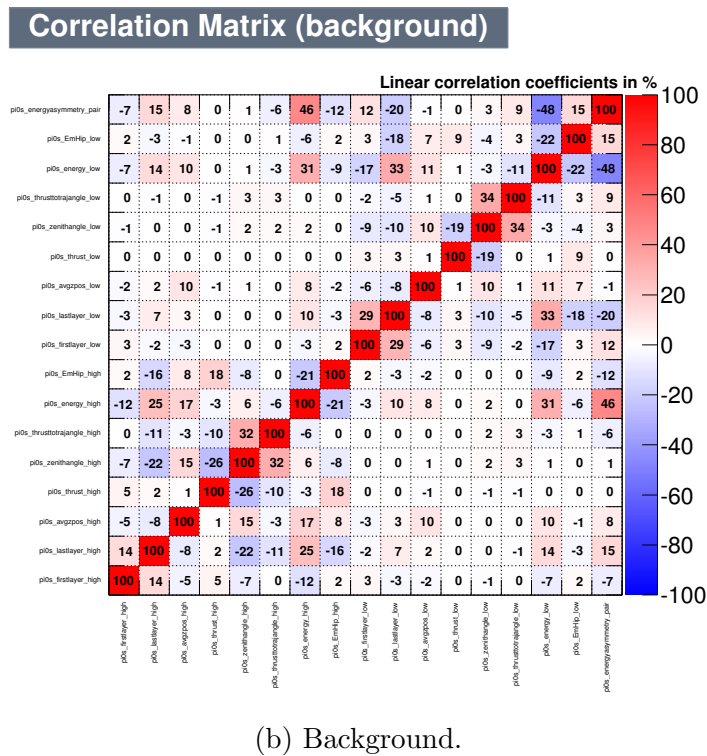 Correlation Matrix (background)
Linear correlation coefficients in %
pi0s_energyasymmetry_pair -7 15 8 0 1 -6 46 -12 12 -20 -1 0 3 9 -48 15 100
pi0s_EmHip_low 2 -3 -1 0 0 1 -6 2 3 -18 7 9 -4 3 -22 100 15
pi0s_energy_low -7 14 10 0 1 -3 31 -9 -17 33 11 1 -3 -11 100 -22 -48
pi0s_thrusttotrajangle_low 0 -1 0 -1 3 3 0 0 -2 -5 1 0 34 100 -11 3 9
pi0s_zenithangle_low -1 0 0 -1 2 2 2 0 -9 -10 10 -19 100 34 -3 -4 3
pi0s_thrust_low 0 0 0 0 0 0 0 0 3 3 1 100 -19 0 1 9 0
pi0s_avgzpos_low -2 2 10 -1 1 0 8 -2 -6 -8 100 1 10 1 11 7 -1
pi0s_lastlayer_low -3 7 3 0 0 0 10 -3 29 100 -8 3 -10 -5 33 -18 -20
pi0s_firstlayer_low 3 -2 -3 0 0 0 -3 2 100 29 -6 3 -9 -2 -17 3 12
pi0s_EmHip_high 2 -16 8 18 -8 0 -21 100 2 -3 -2 0 0 0 -9 2 -12
pi0s_energy_high -12 25 17 -3 6 -6 100 -21 -3 10 8 0 2 0 31 -6 46
pi0s_thrusttotrajangle_high 0 -11 -3 -10 32 100 -6 0 0 0 0 0 2 3 -3 1 -6
pi0s_zenithangle_high -7 -22 15 -26 100 32 6 -8 0 0 1 0 2 3 1 0 1
pi0s_thrust_high 5 2 1 100 -26 -10 -3 18 0 0 -1 0 -1 -1 0 0 0
pi0s_avgzpos_high -5 -8 100 1 15 -3 17 8 -3 3 10 0 0 0 10 -1 8
pi0s_lastlayer_high 14 100 -8 2 -22 -11 25 -16 -2 7 2 0 0 -1 14 -3 15
pi0s_firstlayer_high 100 14 -5 5 -7 0 -12 2 3 -3 -2 0 -1 0 -7 2 -7
pi0s_firstlayer_high
pi0s_lastlayer_high
pi0s_avgzpos_high
pi0s_thrust_high
pi0s_zenithangle_high
pi0s_thrusttotrajangle_high
pi0s_energy_high
pi0s_EmHip_high
pi0s_firstlayer_low
pi0s_lastlayer_low
pi0s_avgzpos_low
pi0s_thrust_low
pi0s_zenithangle_low
pi0s_thrusttotrajangle_low
pi0s_energy_low
pi0s_EmHip_low
pi0s_energyasymmetry_pair
100
80
60
40
20
0
-20
-40
-60
-80
-100
(b) Background.